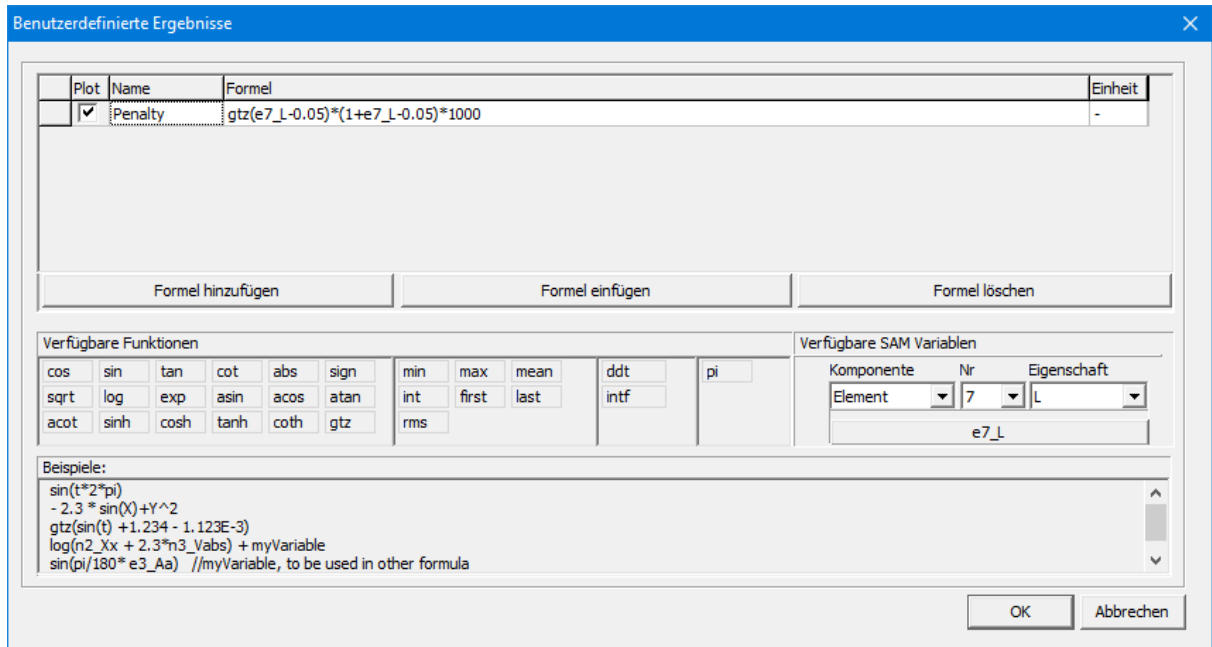 Benutzerdefinierte Ergebnisse
Plot Name Formel Einheit
Penalty gtz(e7_L-0.05)*(1+e7_L-0.05)*1000 -
Formel hinzufügen Formel einfügen Formel löschen
Verfügbare Funktionen Verfügbare SAM Variablen
cos sin tan cot abs sign min max mean ddt pi Komponente Nr Eigenschaft
sqrt log exp asin acos atan int first last intf Element 7 L
acot sinh cosh tanh coth gtz rms e7_L
Beispiele:
sin(t*2*pi)
- 2.3 * sin(X)+Y^2
gtz(sin(t) +1.234 - 1.123E-3)
log(n2_Xx + 2.3*n3_Vabs) + myVariable
sin(pi/180* e3_Aa) //myVariable, to be used in other formula
OK Abbrechen